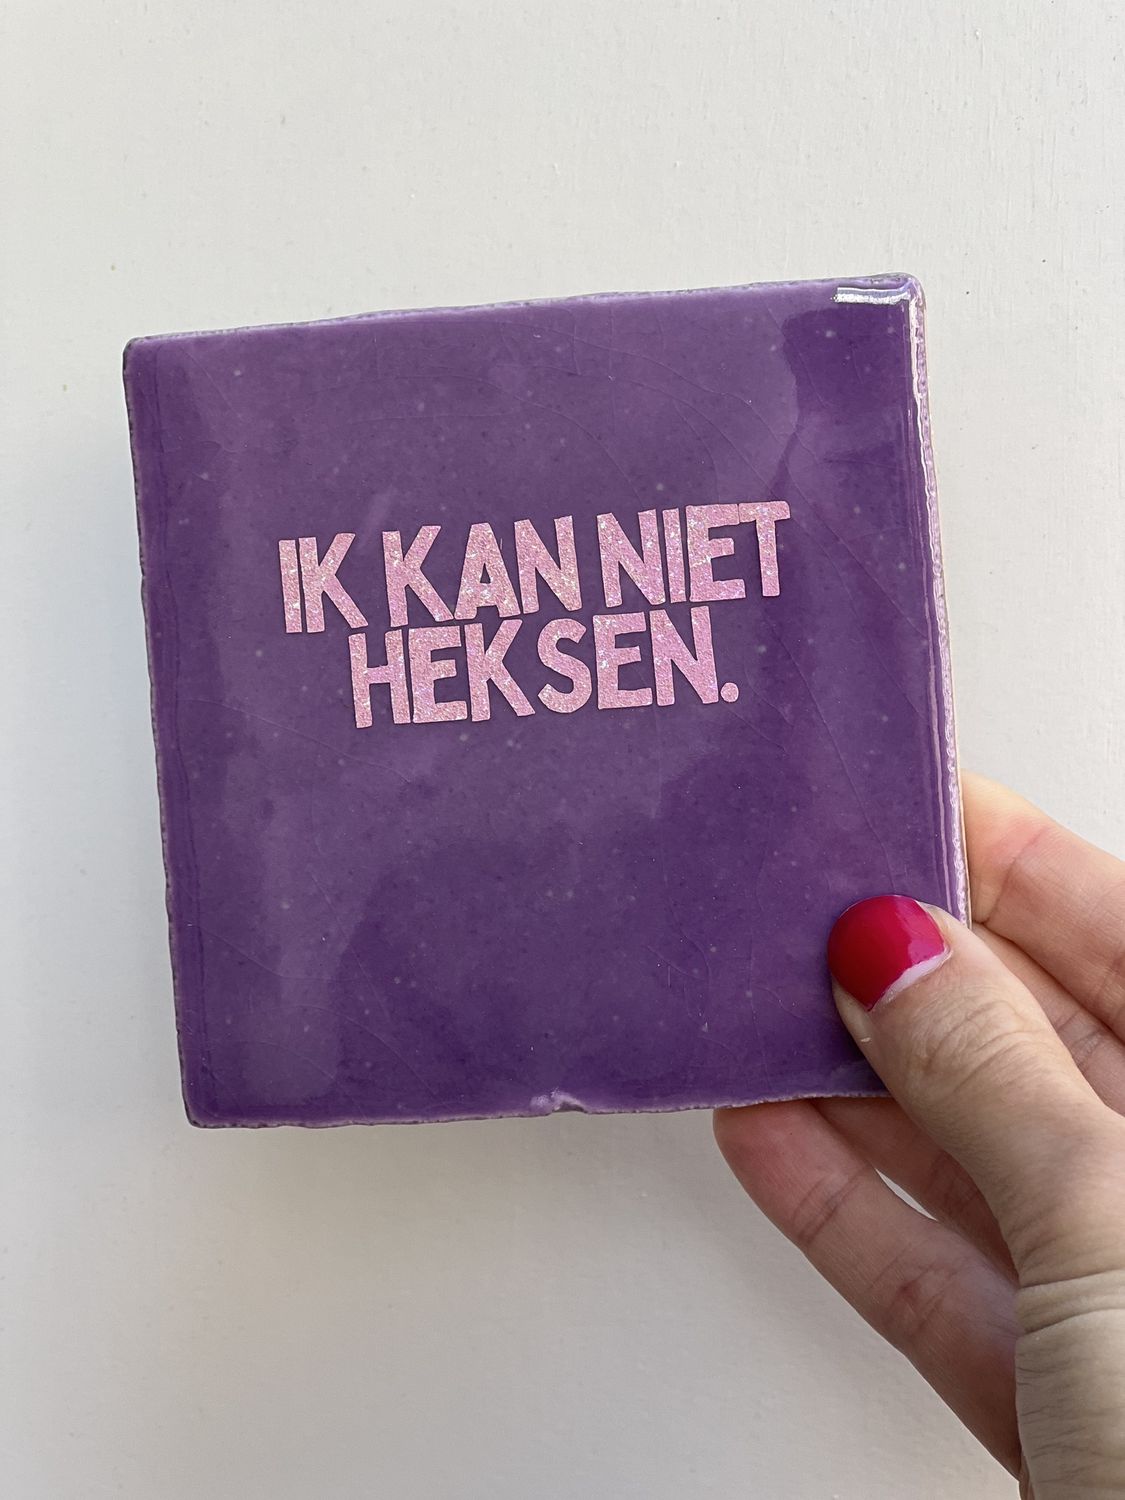 IK KAN NIET
HEKSEN.